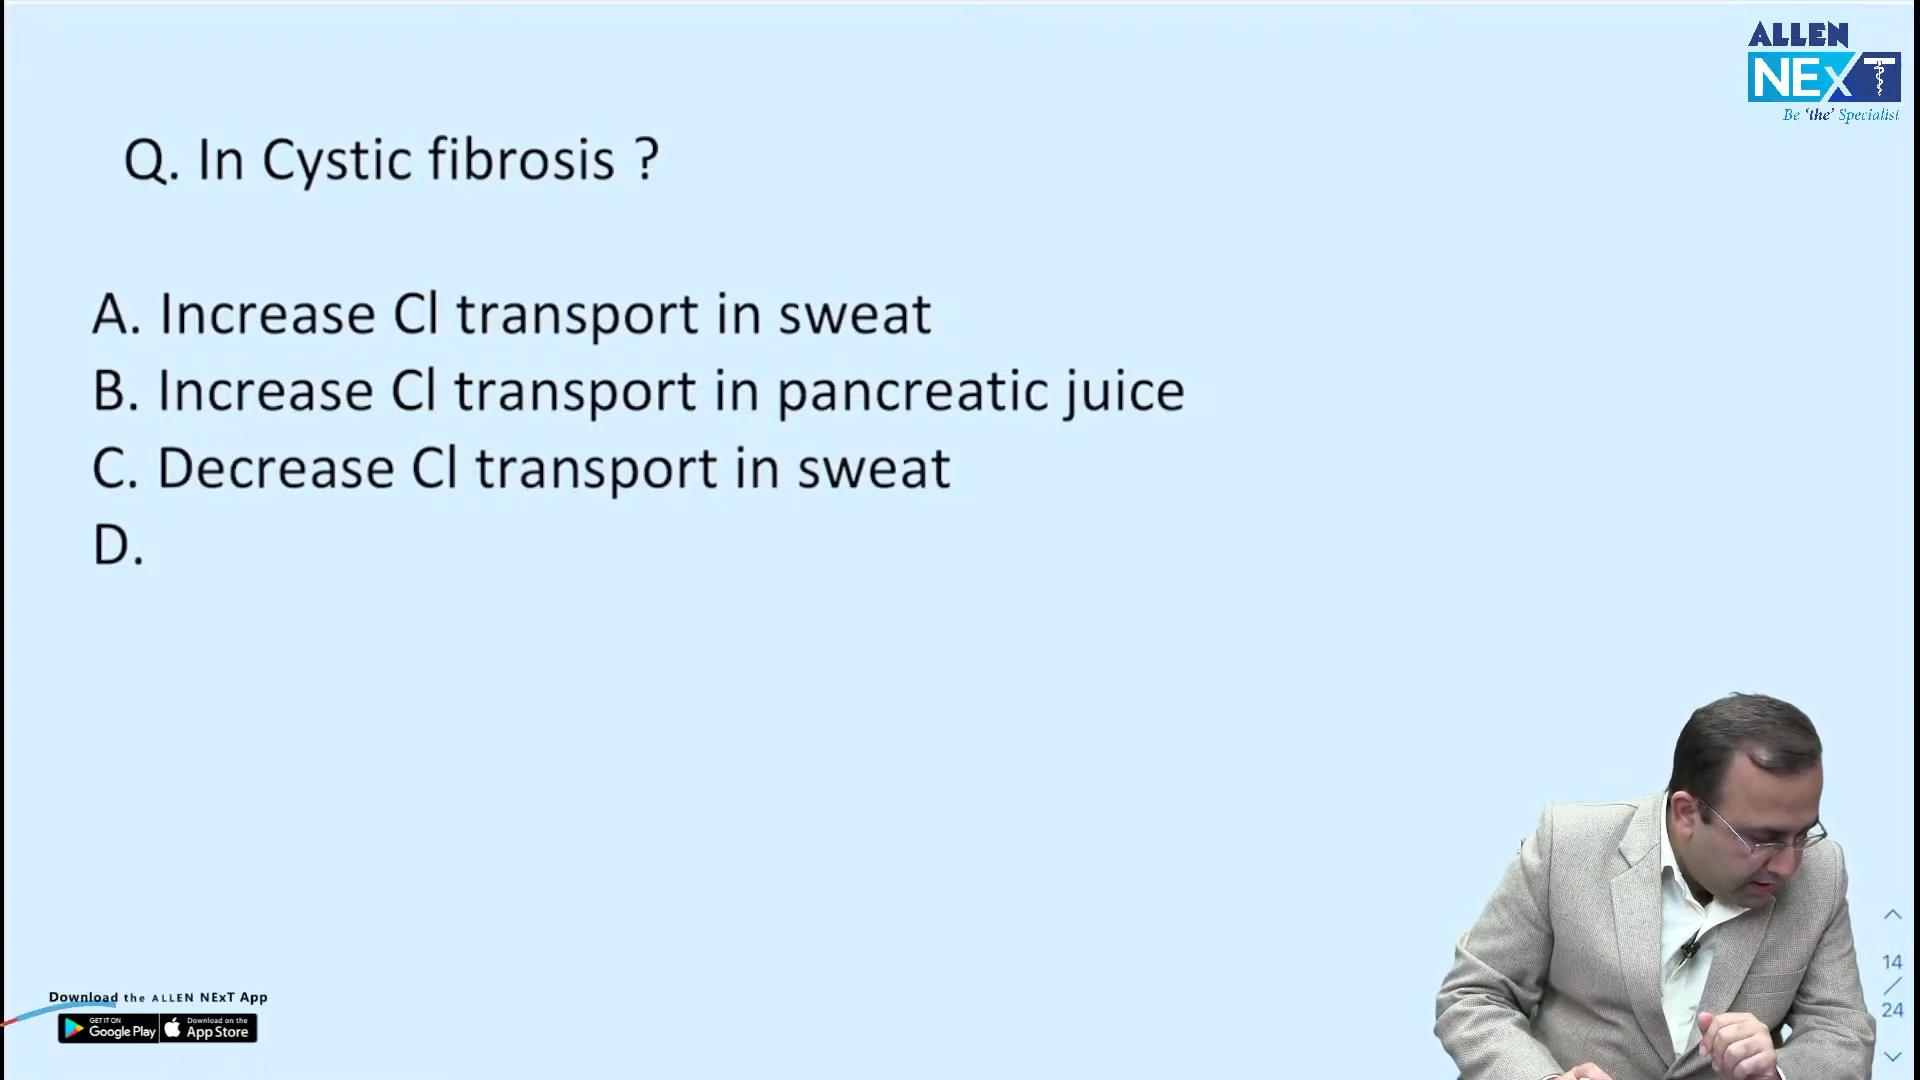 ALLEN
NExT
Be 'the' Specialist
Q. In Cystic fibrosis ?
A. Increase Cl transport in sweat
B. Increase Cl transport in pancreatic juice
C. Decrease Cl transport in sweat
D.
14
/
24
Download the ALLEN NExT App
GET IT ON
Google Play
Download on the
App Store